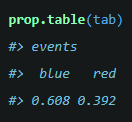 prop.table(tab)
#> events
#>  blue   red
#> 0.608 0.392